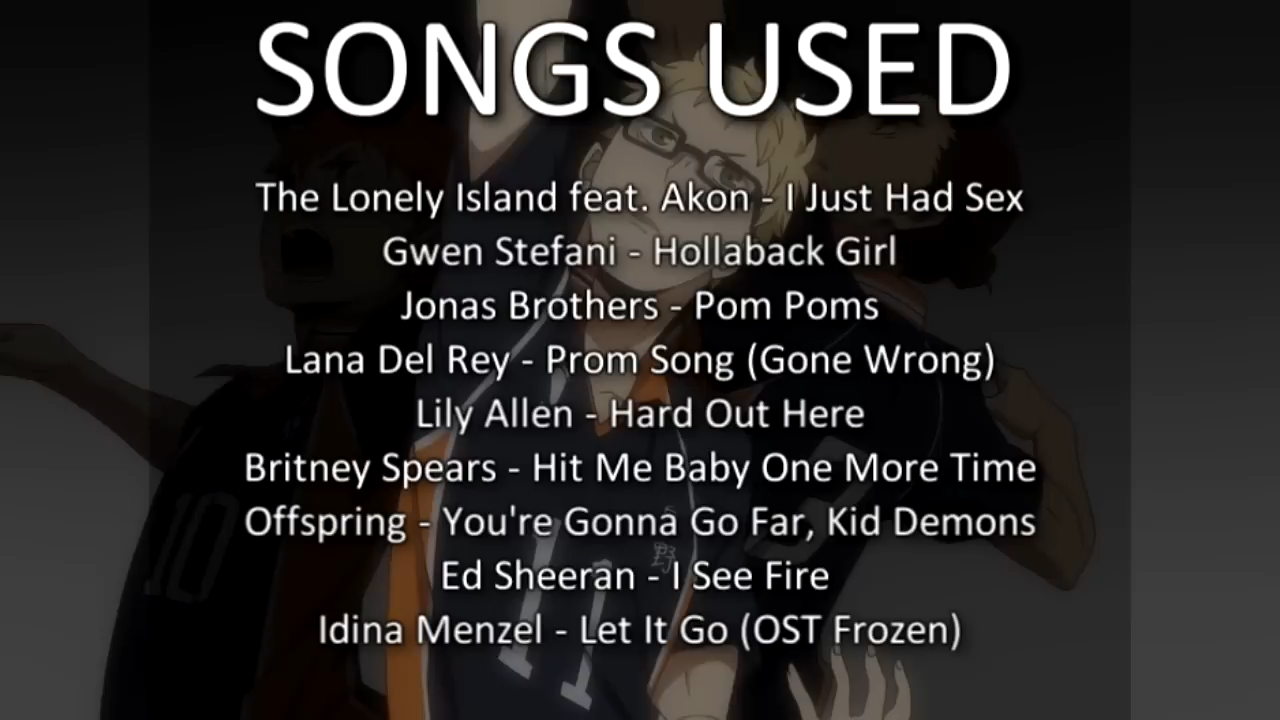 SONGS USED
The Lonely Island feat. Akon - I Just Had Sex
Gwen Stefani - Hollaback Girl
Jonas Brothers - Pom Poms
Lana Del Rey - Prom Song (Gone Wrong)
Lily Allen - Hard Out Here
Britney Spears - Hit Me Baby One More Time
Offspring - You're Gonna Go Far, Kid Demons
Ed Sheeran - I See Fire
Idina Menzel - Let It Go (OST Frozen)
10
野
11